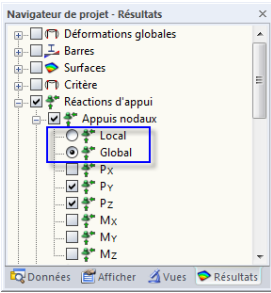 Navigateur de projet - Résultats
Déformations globales
Barres
Surfaces
Critère
Réactions d'appui
Appuis nodaux
Local
Global
PX
PY
PZ
MX
MY
MZ
Données Afficher Vues Résultats